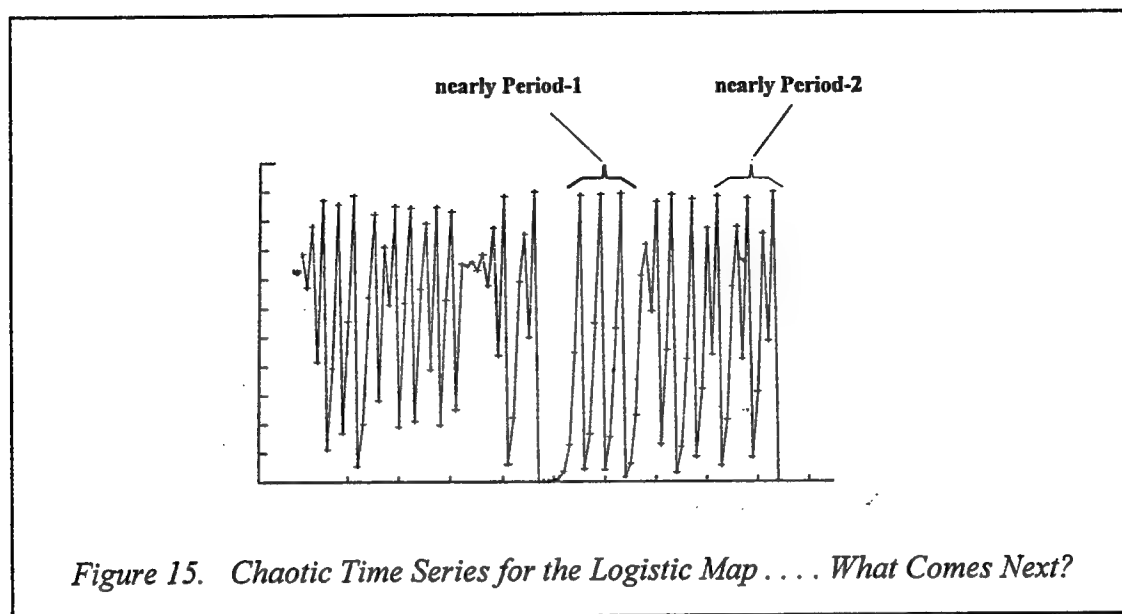 nearly Period-1 nearly Period-2
Figure 15. Chaotic Time Series for the Logistic Map . . . . What Comes Next?